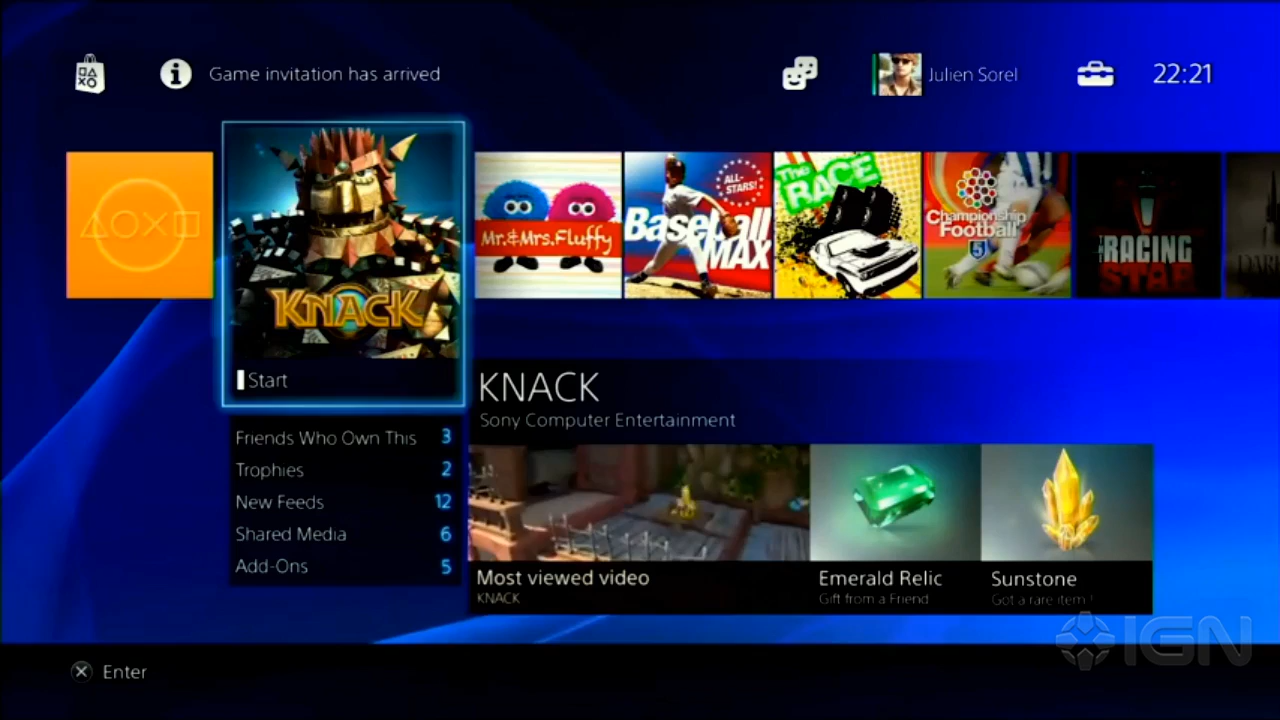 Game invitation has arrived
Julien Sorel
22:21
KNACK
Mr.&Mrs.Fluffy
ALL-STARS!
Baseball
MAX
The
RACE
Championship
Football
5
RACING
STAR
Start
KNACK
Sony Computer Entertainment
Friends Who Own This 3
Trophies 2
New Feeds 12
Shared Media 6
Add-Ons 5
Most viewed video
KNACK
Emerald Relic
Gift from a Friend
Sunstone
Got a rare item !
IGN
Enter